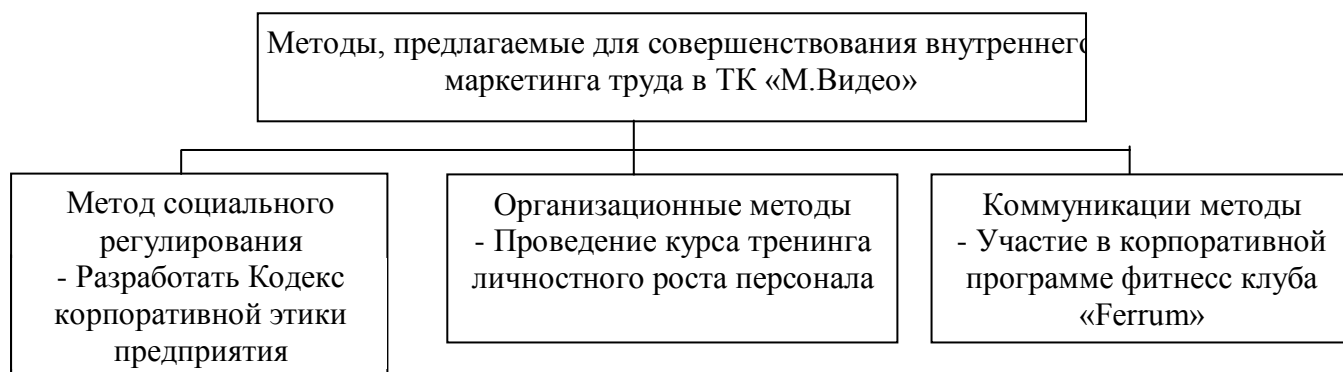 Методы, предлагаемые для совершенствования внутреннего
маркетинга труда в ТК «М.Видео»
Метод социального
регулирования
- Разработать Кодекс
корпоративной этики
предприятия
Организационные методы
- Проведение курса тренинга
личностного роста персонала
Коммуникации методы
- Участие в корпоративной
программе фитнесс клуба
«Ferrum»